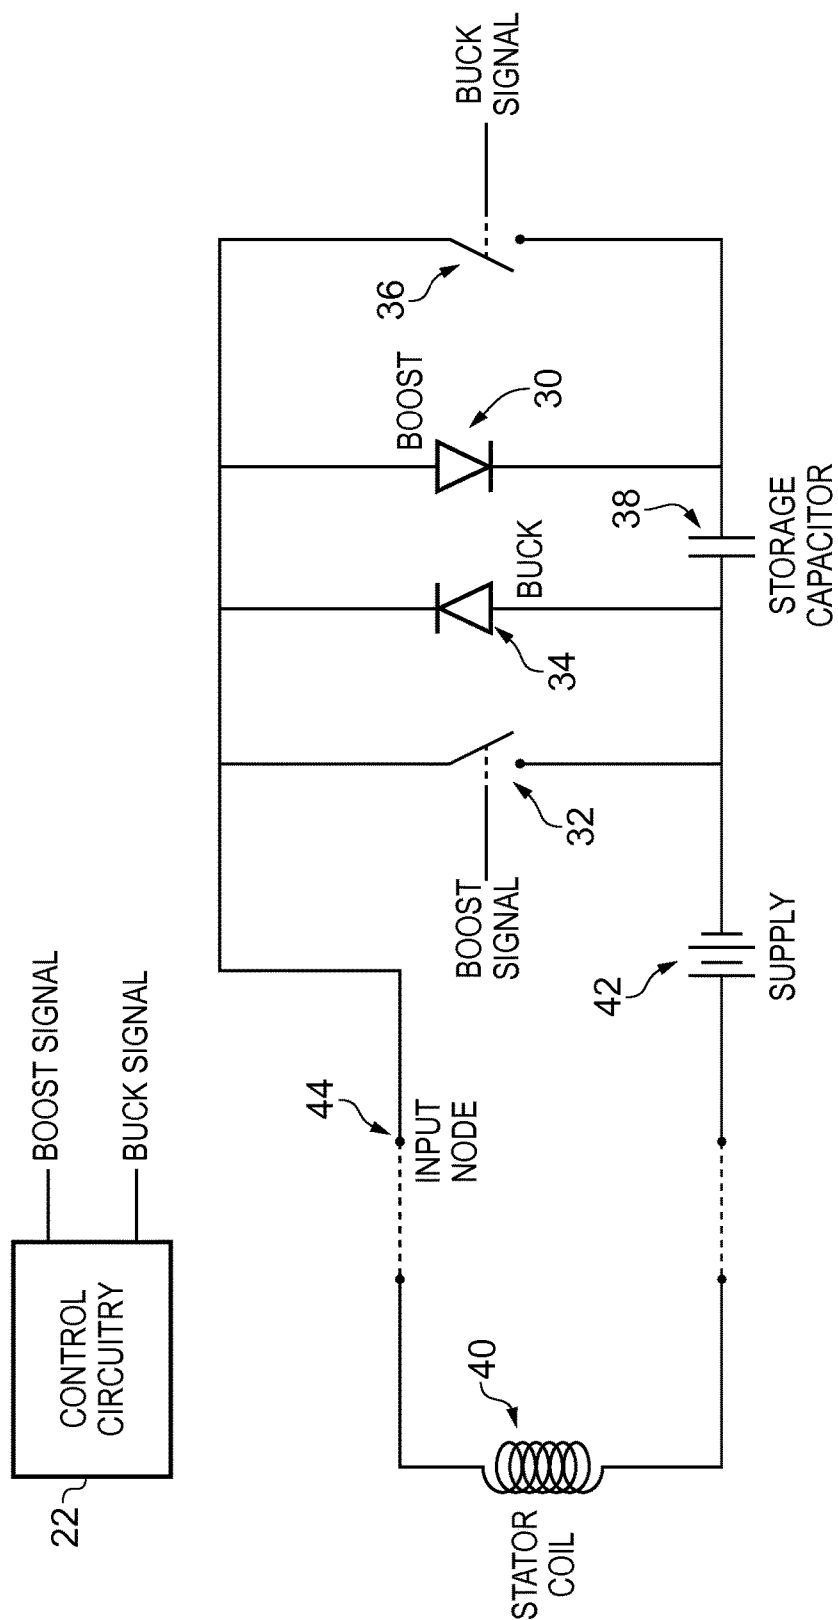 22
CONTROL
CIRCUITRY
BOOST SIGNAL
BUCK SIGNAL
STATOR
COIL
40
44
INPUT
NODE
42
SUPPLY
BOOST
SIGNAL
32
34
BUCK
BOOST
30
38
STORAGE
CAPACITOR
36
BUCK
SIGNAL